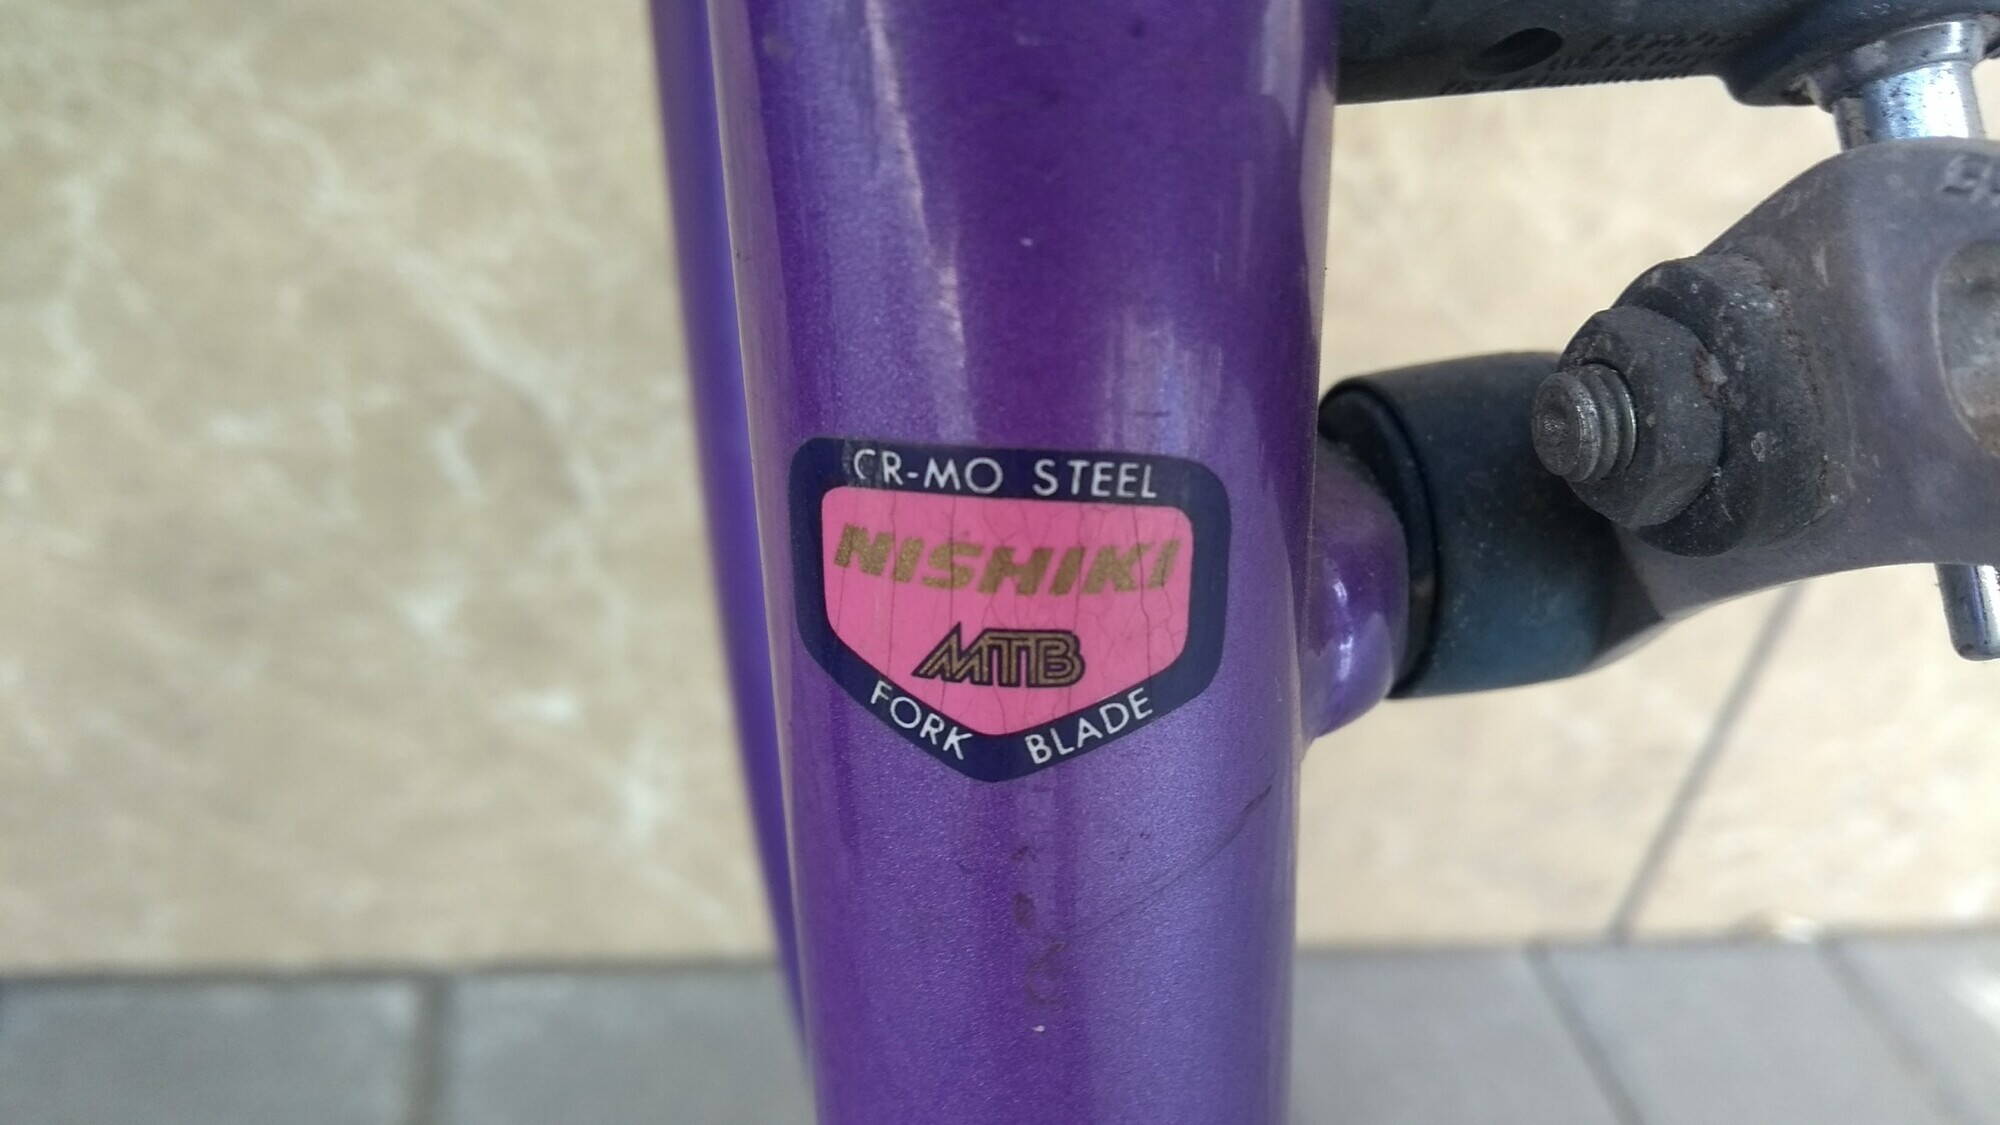 CR-MO STEEL
NISHIKI
MTB
FORK BLADE